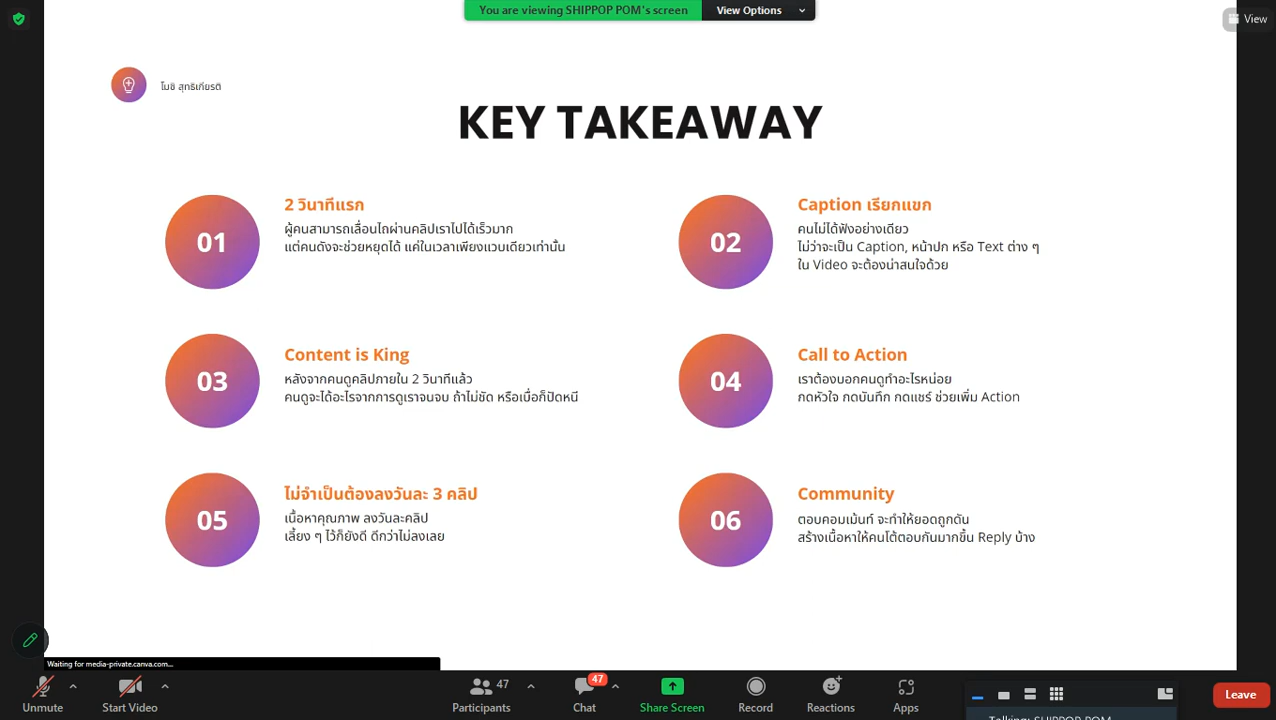 You are viewing SHIPPOP POM's screen
View Options
View
โมชิ สุทธิเกียรติ
KEY TAKEAWAY
01
2 วินาทีแรก
ผู้คนสามารถเลื่อนไถผ่านคลิปเราไปได้เร็วมาก
แต่คนดังจะช่วยหยุดได้ แค่ในเวลาเพียงแวบเดียวเท่านั้น
02
Caption เรียกแขก
คนไม่ได้ฟังอย่างเดียว
ไม่ว่าจะเป็น Caption, หน้าปก หรือ Text ต่าง ๆ
ใน Video จะต้องน่าสนใจด้วย
03
Content is King
หลังจากคนดูคลิปภายใน 2 วินาทีแล้ว
คนดูจะได้อะไรจากการดูเราจนจบ ถ้าไม่ชัด หรือเบื่อก็ปัดหนี
04
Call to Action
เราต้องบอกคนดูทำอะไรหน่อย
กดหัวใจ กดบันทึก กดแชร์ ช่วยเพิ่ม Action
05
ไม่จำเป็นต้องลงวันละ 3 คลิป
เนื้อหาคุณภาพ ลงวันละคลิป
เลี้ยง ๆ ไว้ก็ยังดี ดีกว่าไม่ลงเลย
06
Community
ตอบคอมเม้นท์ จะทำให้ยอดถูกดัน
สร้างเนื้อหาให้คนโต้ตอบกันมากขึ้น Reply บ้าง
Waiting for media-private.canva.com...
Unmute
Start Video
47
Participants
47
Chat
Share Screen
Record
Reactions
Apps
Talking: SHIPPOP POM
Leave